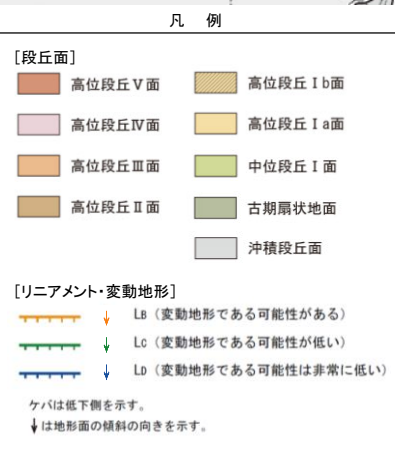 凡 例
[段丘面]
高位段丘Ⅴ面
高位段丘Ⅳ面
高位段丘Ⅲ面
高位段丘Ⅱ面
高位段丘Ⅰb面
高位段丘Ⅰa面
中位段丘Ⅰ面
古期扇状地面
沖積段丘面
[リニアメント・変動地形]
LB（変動地形である可能性がある）
LC（変動地形である可能性が低い）
LD（変動地形である可能性は非常に低い）
ケバは低下側を示す。
↓は地形面の傾斜の向きを示す。